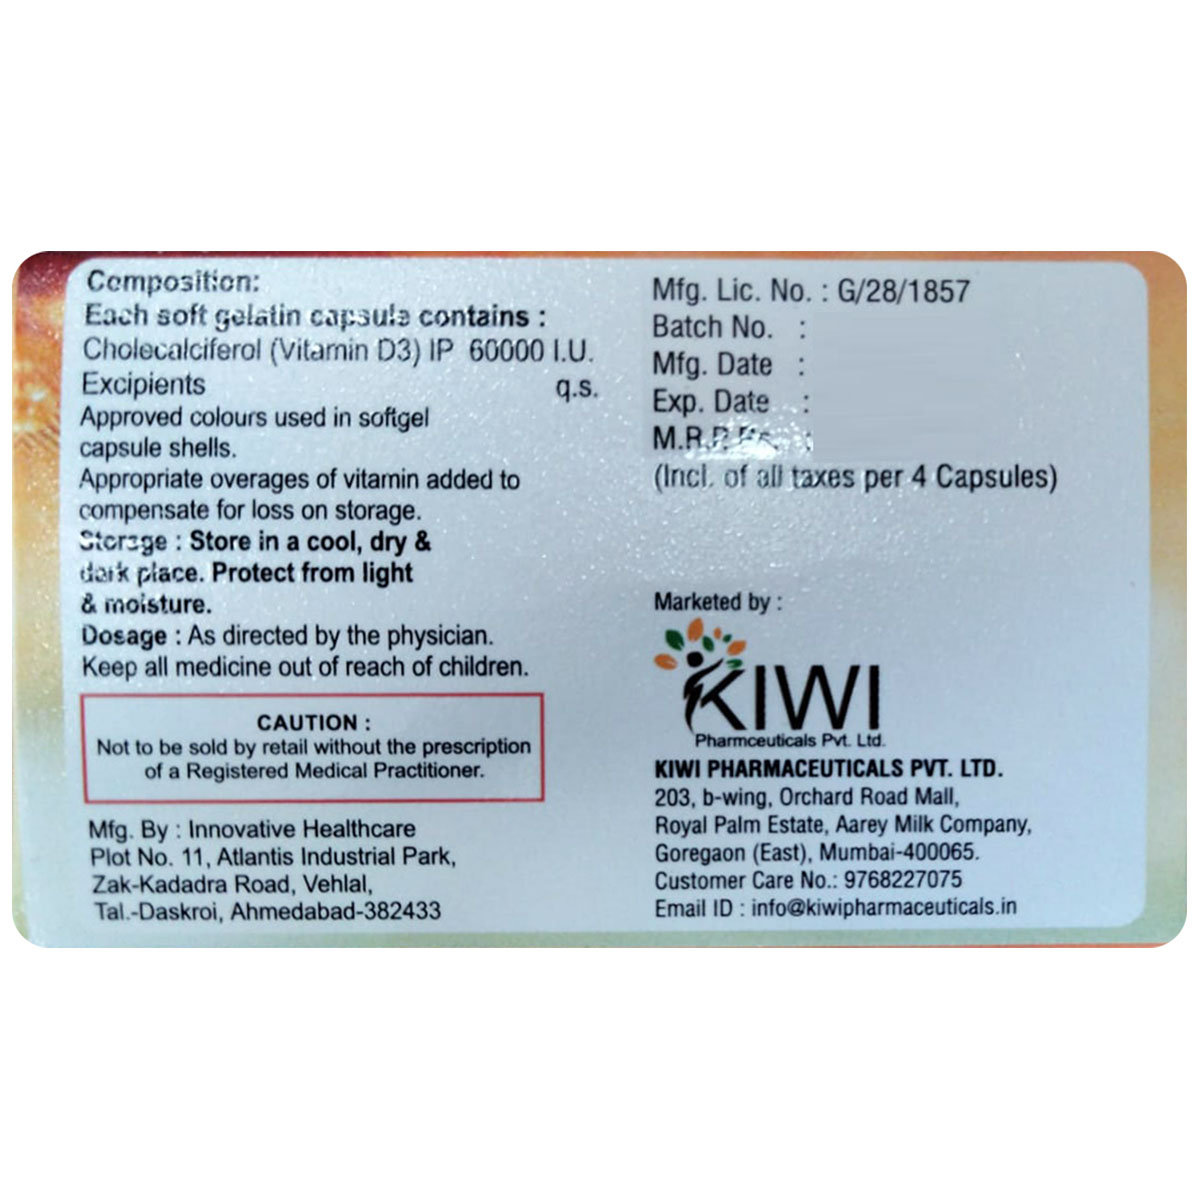 Composition:
Each soft gelatin capsule contains :
Cholecalciferol (Vitamin D3) IP 60000 I.U.
Excipients q.s.
Approved colours used in softgel
capsule shells.
Appropriate overages of vitamin added to
compensate for loss on storage.
Storage : Store in a cool, dry &
dark place. Protect from light
& moisture.
Dosage : As directed by the physician.
Keep all medicine out of reach of children.
CAUTION :
Not to be sold by retail without the prescription
of a Registered Medical Practitioner.
Mfg. By : Innovative Healthcare
Plot No. 11, Atlantis Industrial Park,
Zak-Kadadra Road, Vehlal,
Tal.-Daskroi, Ahmedabad-382433
Mfg. Lic. No. : G/28/1857
Batch No. :
Mfg. Date :
Exp. Date :
M.R.P. Rs. :
(Incl. of all taxes per 4 Capsules)
Marketed by :
KIWI
Pharmceuticals Pvt. Ltd.
KIWI PHARMACEUTICALS PVT. LTD.
203, b-wing, Orchard Road Mall,
Royal Palm Estate, Aarey Milk Company,
Goregaon (East), Mumbai-400065.
Customer Care No.: 9768227075
Email ID : info@kiwipharmaceuticals.in